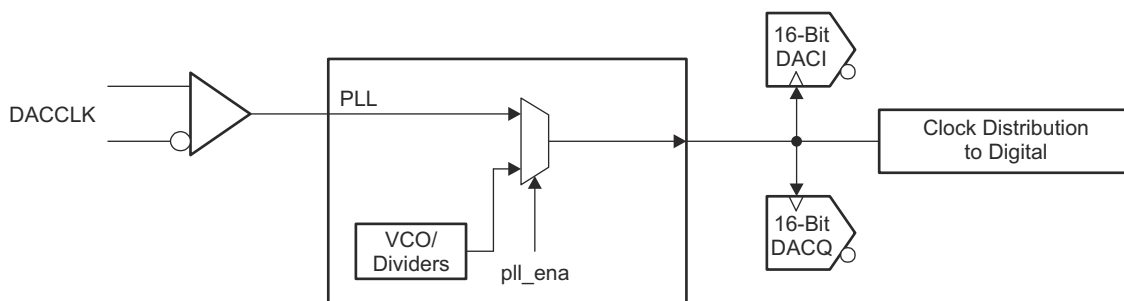 DACCLK
PLL
VCO/
Dividers
pll_ena
16-Bit
DACI
16-Bit
DACQ
Clock Distribution
to Digital